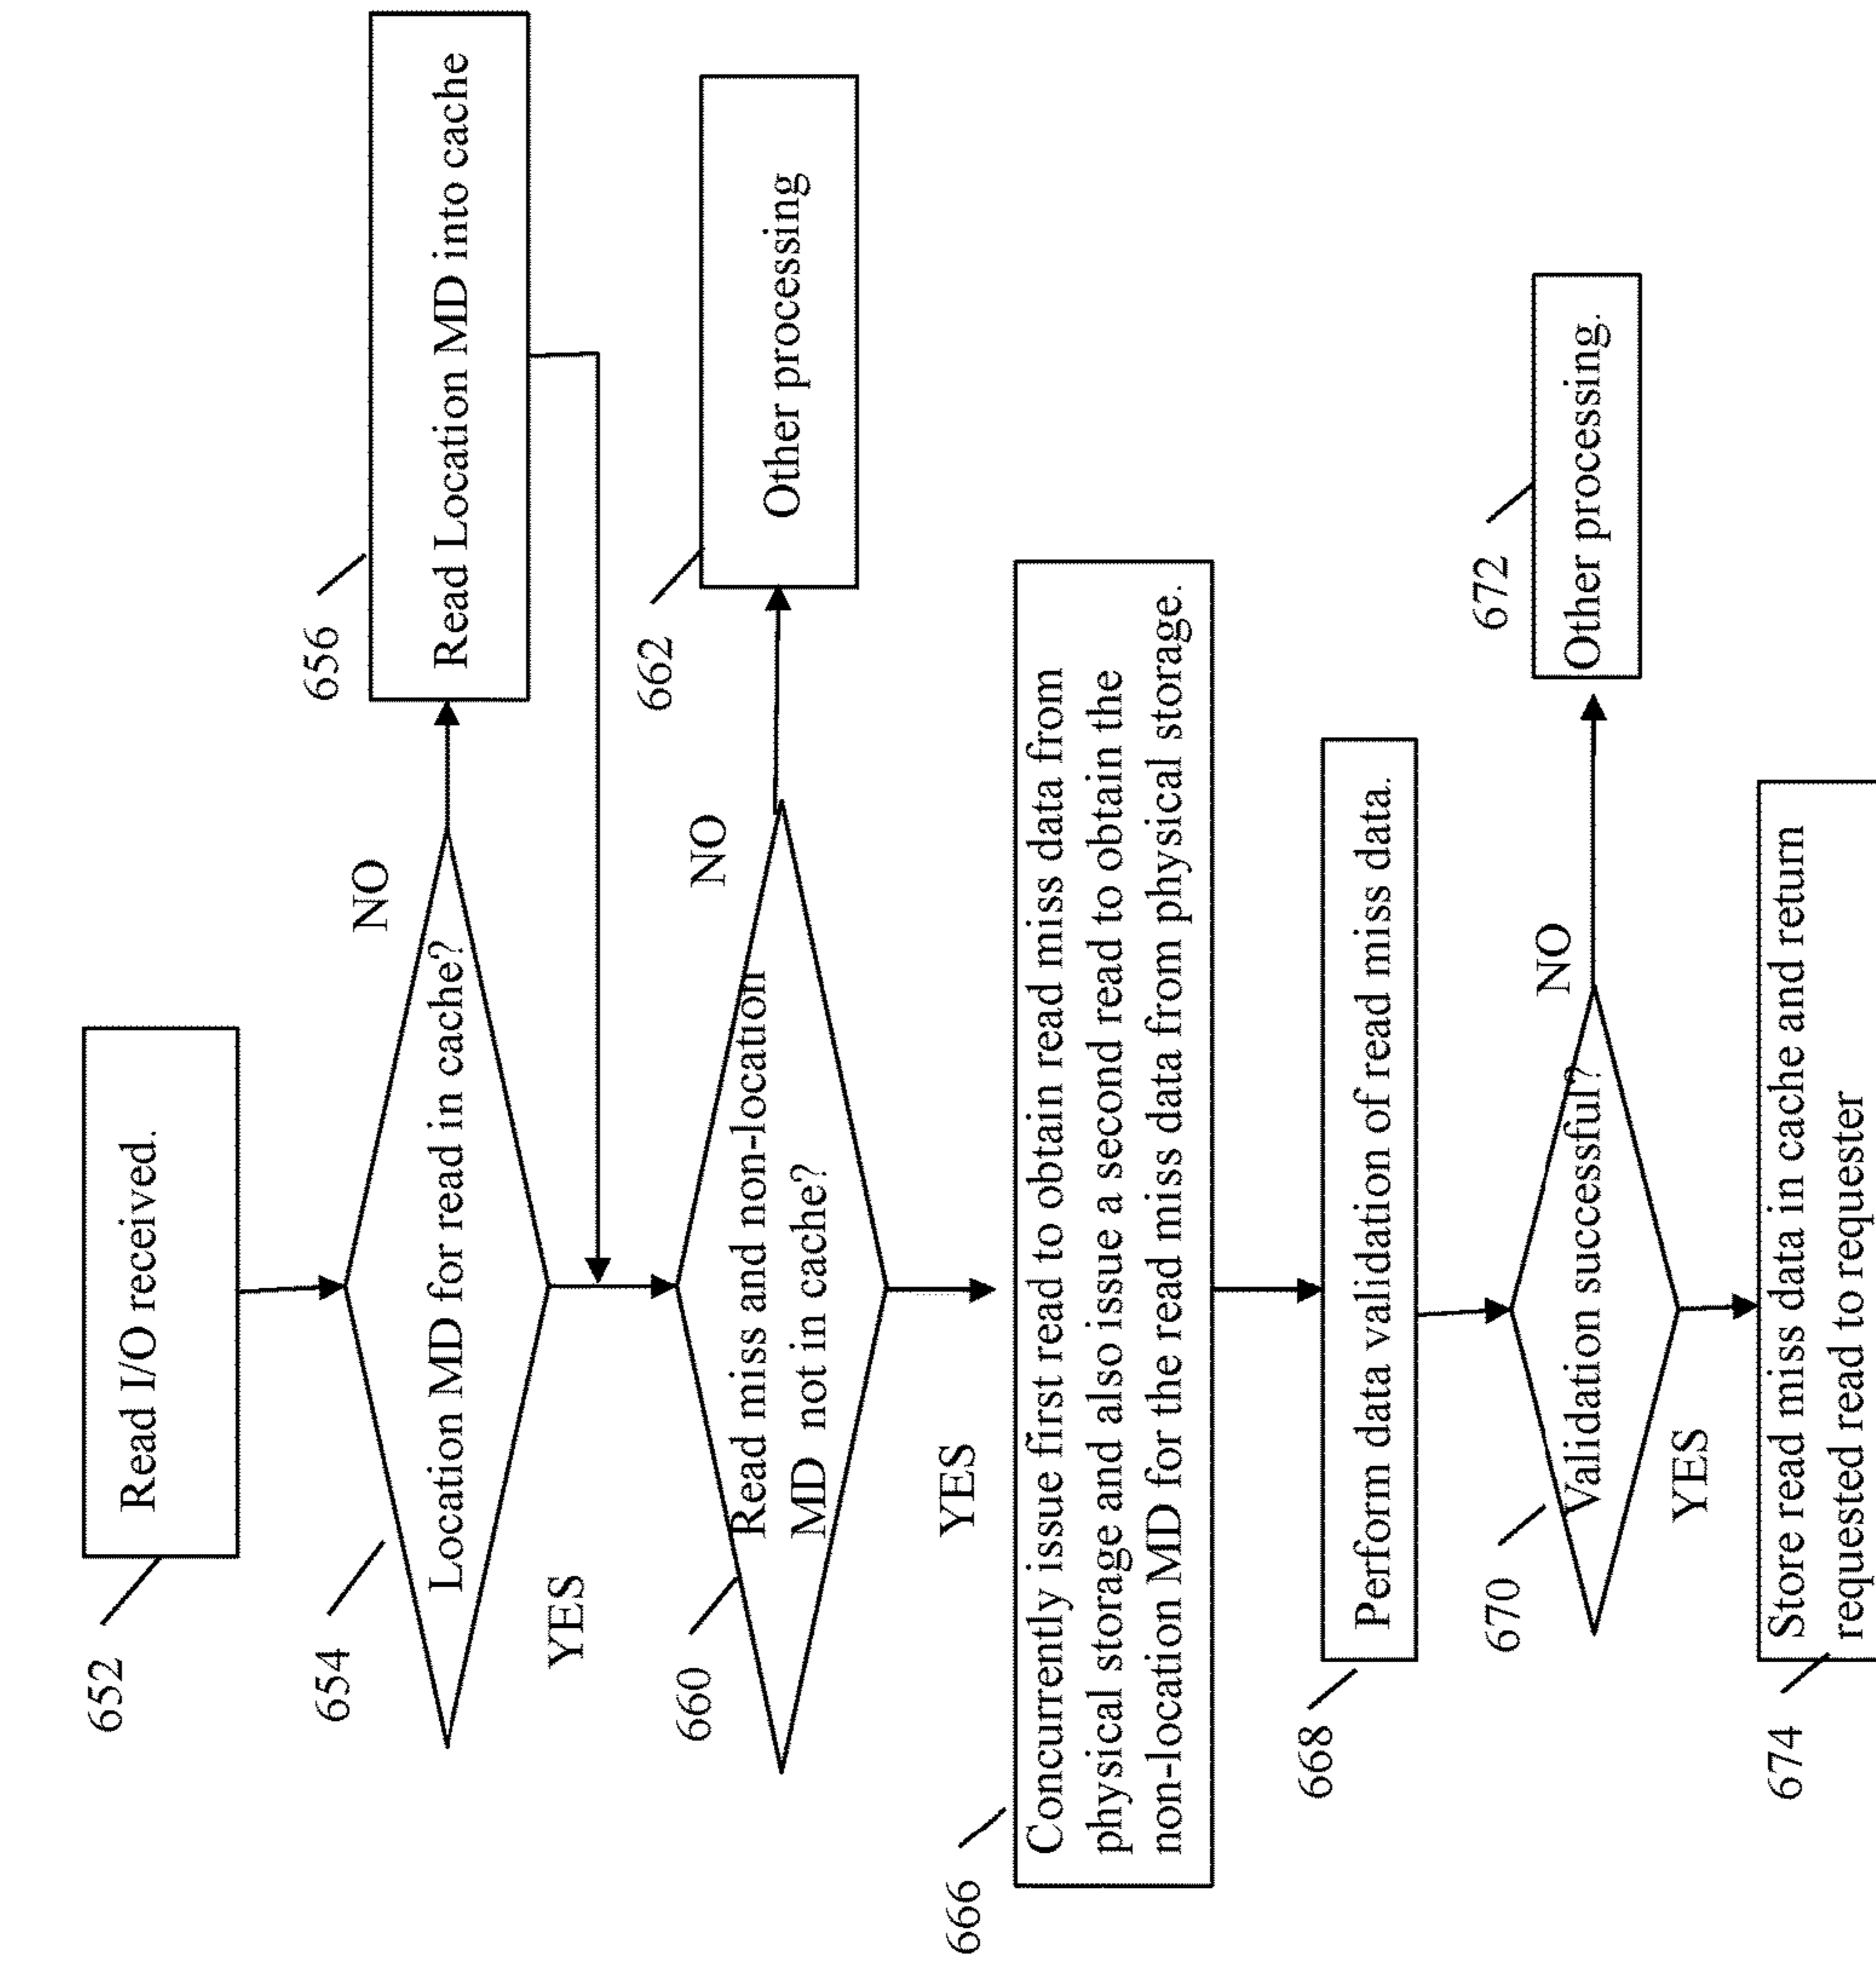 652
Read I/O received.
654
Location MD for read in cache?
NO
YES
656
Read Location MD into cache
660
Read miss and non-location
MD not in cache?
NO
YES
662
Other processing
666
Concurrently issue first read to obtain read miss data from
physical storage and also issue a second read to obtain the
non-location MD for the read miss data from physical storage.
668
Perform data validation of read miss data.
670
Validation successful?
NO
YES
672
Other processing.
674
Store read miss data in cache and return
requested read to requester